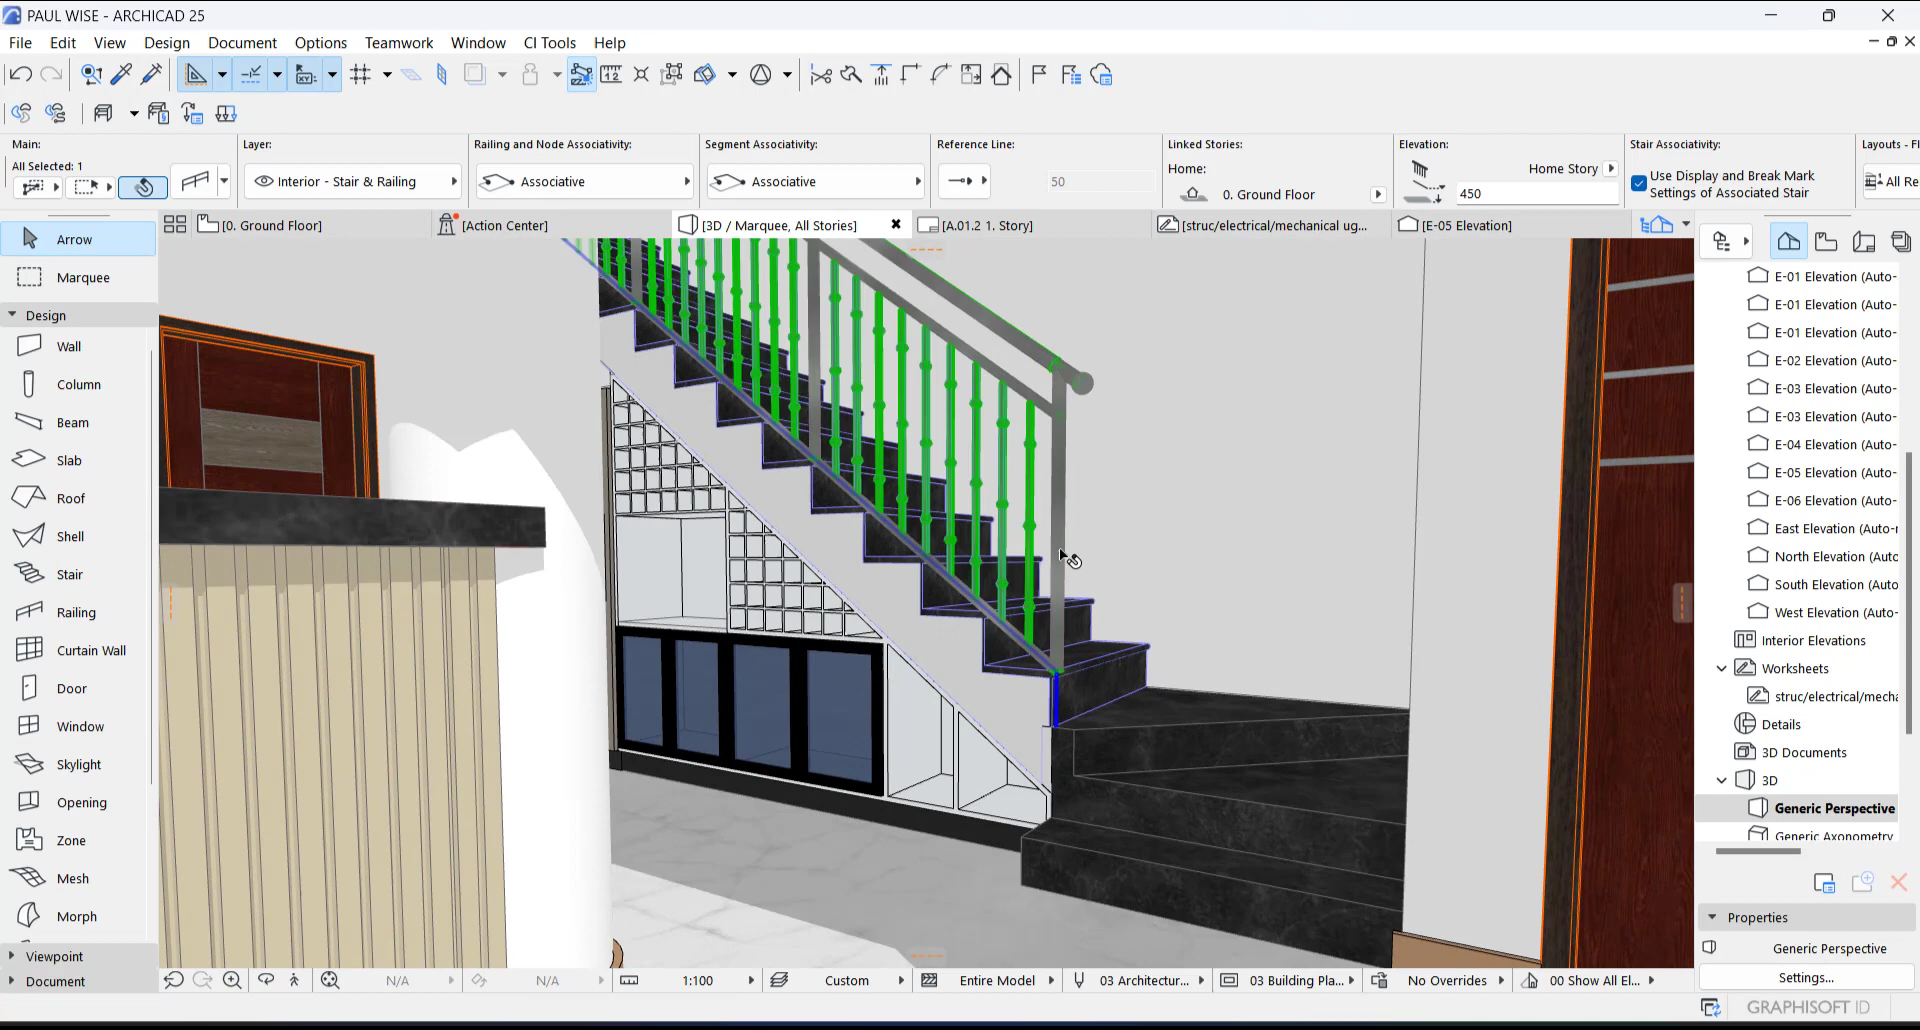 PAUL WISE - ARCHICAD 25
File Edit View Design Document Options Teamwork Window CI Tools Help
Main: Layer: Railing and Node Associativity: Segment Associativity: Reference Line: Linked Stories: Elevation: Stair Associativity: Layouts - Fl
All Selected: 1
Interior - Stair & Railing
Associative
Associative
50
Home:
0. Ground Floor
Home Story
450
Use Display and Break Mark
Settings of Associated Stair
All Re
[0. Ground Floor]
[Action Center]
[3D / Marquee, All Stories]
[A.01.2 1. Story]
[struc/electrical/mechanical ug...
[E-05 Elevation]
Arrow
Marquee
Design
Wall
Column
Beam
Slab
Roof
Shell
Stair
Railing
Curtain Wall
Door
Window
Skylight
Opening
Zone
Mesh
Morph
Viewpoint
Document
E-01 Elevation (Auto-
E-01 Elevation (Auto-
E-01 Elevation (Auto-
E-02 Elevation (Auto-
E-03 Elevation (Auto-
E-03 Elevation (Auto-
E-04 Elevation (Auto-
E-05 Elevation (Auto-
E-06 Elevation (Auto-
East Elevation (Auto-r
North Elevation (Auto
South Elevation (Auto
West Elevation (Auto-
Interior Elevations
Worksheets
struc/electrical/mecha
Details
3D Documents
3D
Generic Perspective
Generic Axonometry
Properties
Generic Perspective
Settings...
N/A
N/A
1:100
Custom
Entire Model
03 Architectur...
03 Building Pla...
No Overrides
00 Show All El...
GRAPHISOFT ID